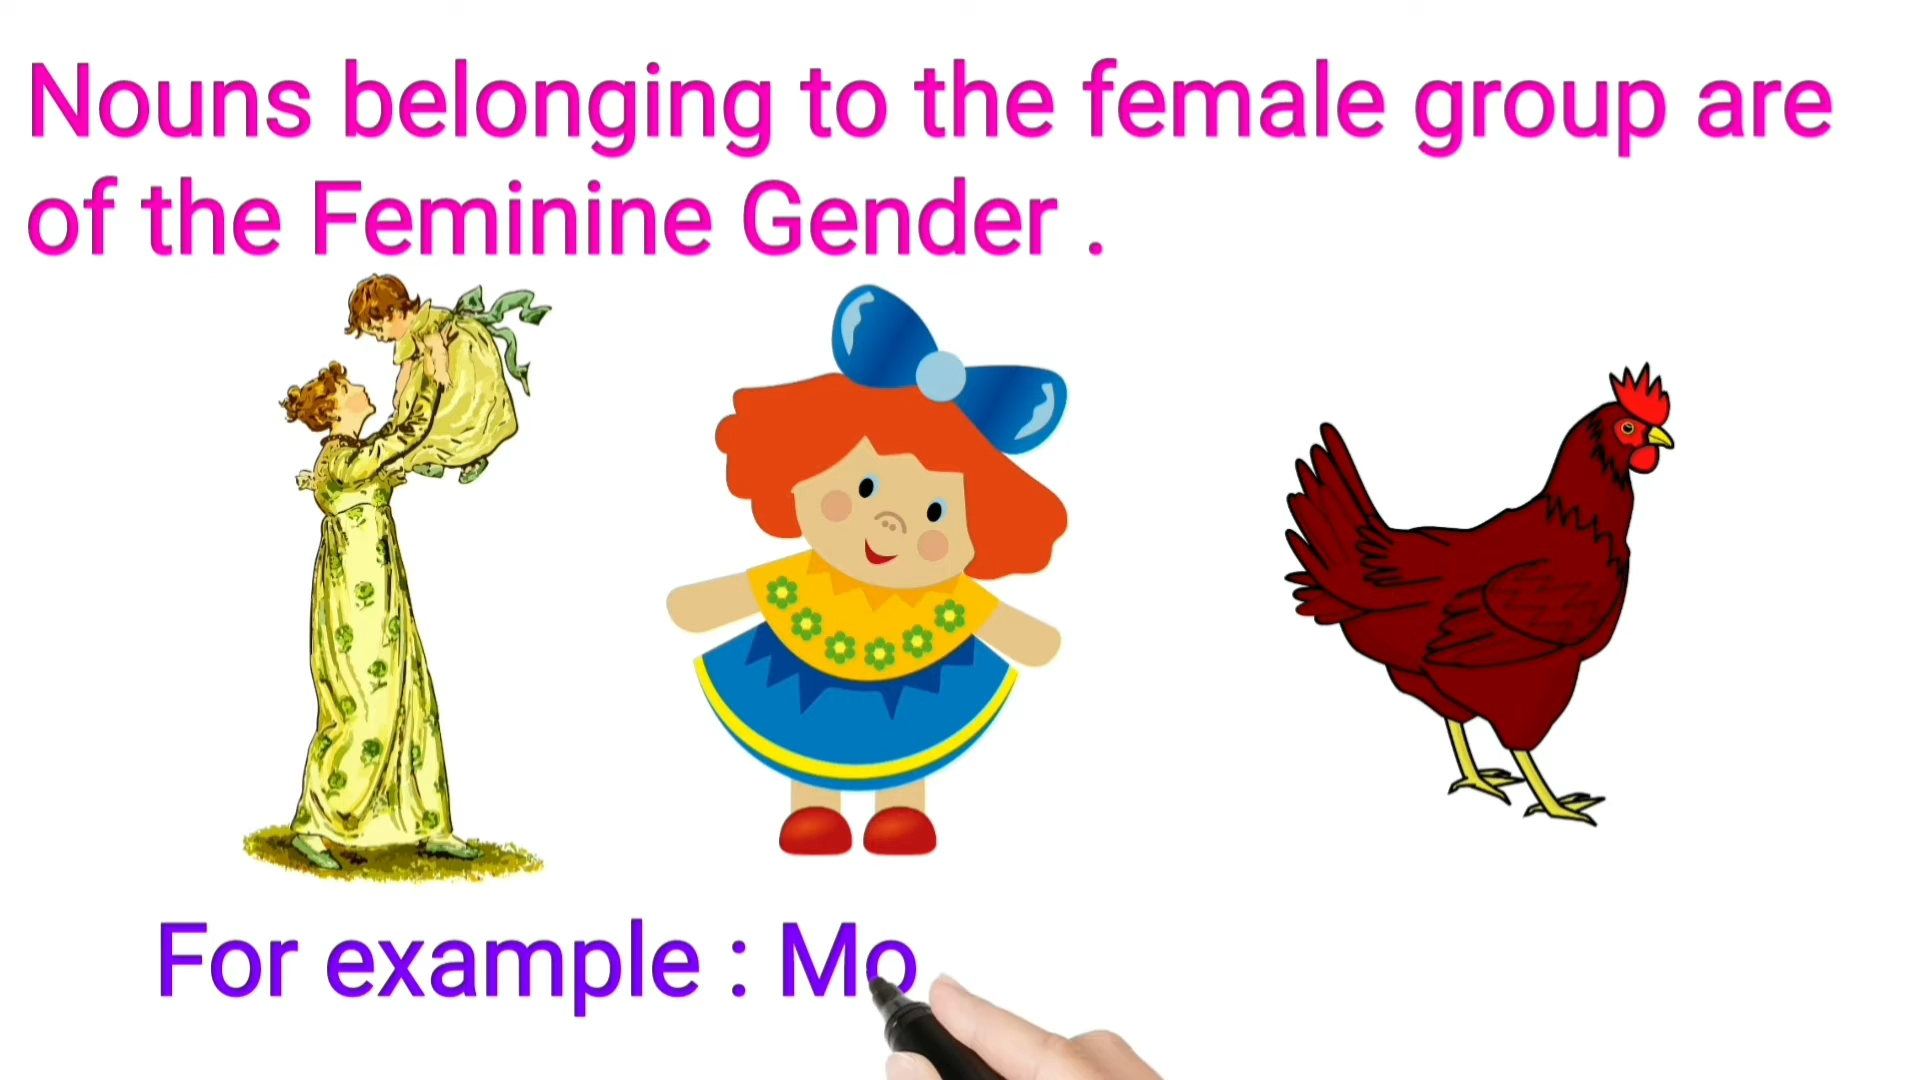 Nouns belonging to the female group are
of the Feminine Gender .
For example : Mo